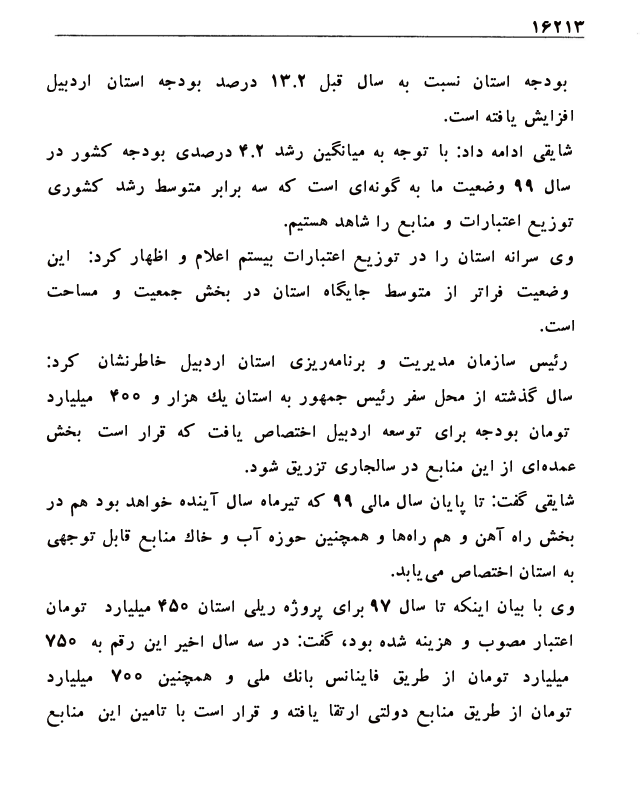 ۱۶۲۱۳
بودجه استان نسبت به سال قبل ۱۳.۲ درصد بودجه استان اردبیل
افزایش یافته است.
شایقی ادامه داد: با توجه به میانگین رشد ۴.۲ درصدی بودجه کشور در
سال ۹۹ وضعیت ما به گونه‌ای است که سه برابر متوسط رشد کشوری
توزیع اعتبارات و منابع را شاهد هستیم.
وی سرانه استان را در توزیع اعتبارات بیستم اعلام و اظهار کرد: این
وضعیت فراتر از متوسط جایگاه استان در بخش جمعیت و مساحت
است.
رئیس سازمان مدیریت و برنامه‌ریزی استان اردبیل خاطرنشان کرد:
سال گذشته از محل سفر رئیس جمهور به استان یك هزار و ۴۰۰ میلیارد
تومان بودجه برای توسعه اردبیل اختصاص یافت که قرار است بخش
عمده‌ای از این منابع در سالجاری تزریق شود.
شایقی گفت: تا پایان سال مالی ۹۹ که تیرماه سال آینده خواهد بود هم در
بخش راه آهن و هم راه‌ها و همچنین حوزه آب و خاك منابع قابل توجهی
به استان اختصاص می‌یابد.
وی با بیان اینکه تا سال ۹۷ برای پروژه ریلی استان ۴۵۰ میلیارد تومان
اعتبار مصوب و هزینه شده بود، گفت: در سه سال اخیر این رقم به ۷۵۰
میلیارد تومان از طریق فاینانس بانك ملی و همچنین ۷۰۰ میلیارد
تومان از طریق منابع دولتی ارتقا یافته و قرار است با تامین این منابع